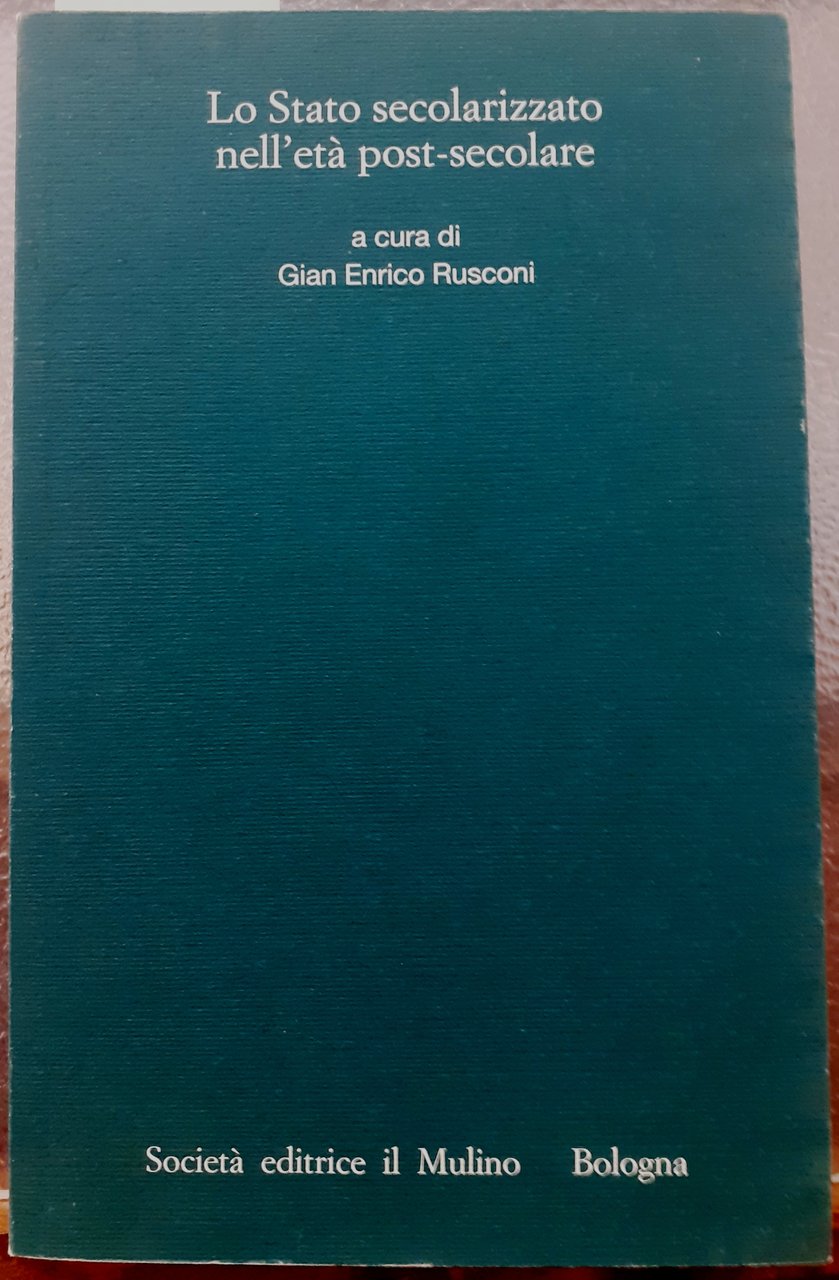 Lo Stato secolarizzato
nell'età post-secolare
a cura di
Gian Enrico Rusconi
Società editrice il Mulino Bologna